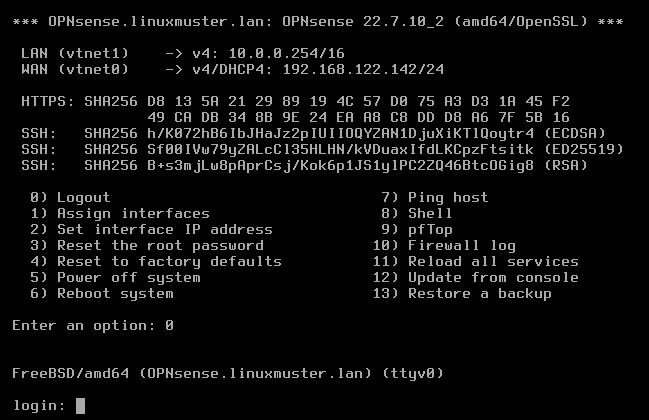 *** OPNsense.linuxmuster.lan: OPNsense 22.7.10_2 (amd64/OpenSSL) ***
LAN (vtnet1) -> v4: 10.0.0.254/16
WAN (vtnet0) -> v4/DHCP4: 192.168.122.142/24
HTTPS: SHA256 D8 13 5A 21 29 89 19 4C 57 D0 75 A3 D3 1A 45 F2
49 CA DB 34 8B 9E 24 EA A8 C8 DD D8 A6 7F 5B 16
SSH: SHA256 h/K072hB6IbJHaJz2pIUIIOQYZAN1DjuXiKTlQoytr4 (ECDSA)
SSH: SHA256 Sf00IVw79yZALcCl35HLHN/kVDuaxIfdLKCpzFtsitk (ED25519)
SSH: SHA256 B+s3mjLw8pAprCsj/Kok6p1JS1ylPC2ZQ46BtcOGig8 (RSA)
0) Logout 7) Ping host
1) Assign interfaces 8) Shell
2) Set interface IP address 9) pfTop
3) Reset the root password 10) Firewall log
4) Reset to factory defaults 11) Reload all services
5) Power off system 12) Update from console
6) Reboot system 13) Restore a backup
Enter an option: 0
FreeBSD/amd64 (OPNsense.linuxmuster.lan) (ttyv0)
login: